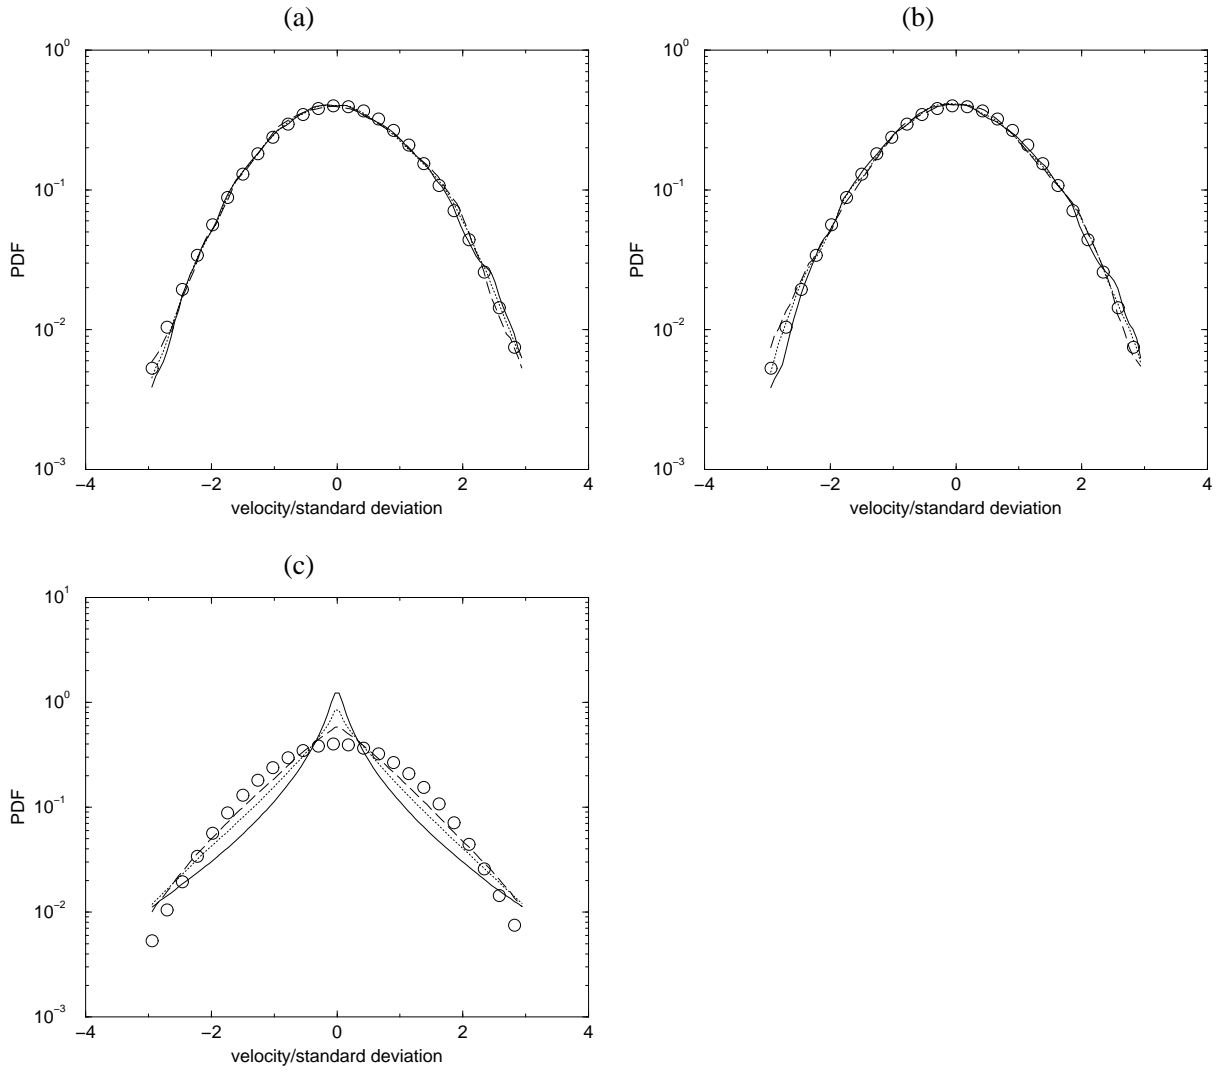 (a)
10^0
10^-1
10^-2
10^-3
PDF
−4 −2 0 2 4
velocity/standard deviation
(b)
10^0
10^-1
10^-2
10^-3
PDF
−4 −2 0 2 4
velocity/standard deviation
(c)
10^1
10^0
10^-1
10^-2
10^-3
PDF
−4 −2 0 2 4
velocity/standard deviation